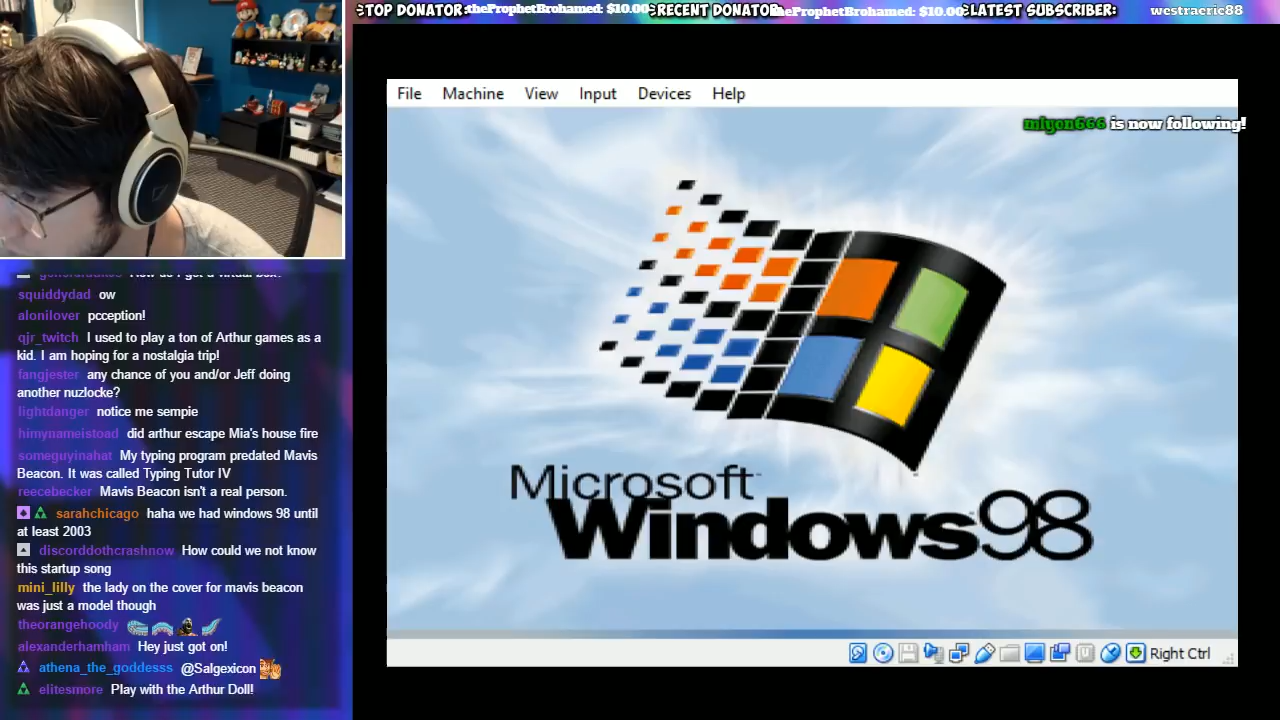 TOP DONATOR:
theProphetBrohamed: $10.00
RECENT DONATOR
theProphetBrohamed: $10.00
LATEST SUBSCRIBER:
westraeric88
File Machine View Input Devices Help
mlyon666 is now following!
Microsoft
Windows98
Right Ctrl
squiddydad ow
alonilover pcception!
qjr_twitch I used to play a ton of Arthur games as a
kid. I am hoping for a nostalgia trip!
fangjester any chance of you and/or Jeff doing
another nuzlocke?
lightdanger notice me sempie
himynameistoad did arthur escape Mia's house fire
someguyinahat My typing program predated Mavis
Beacon. It was called Typing Tutor IV
reecebecker Mavis Beacon isn't a real person.
sarahchicago haha we had windows 98 until
at least 2003
discorddothcrashnow How could we not know
this startup song
mini_lilly the lady on the cover for mavis beacon
was just a model though
theorangehoody
alexanderhamham Hey just got on!
athena_the_goddesss @Salgexicon
elitesmore Play with the Arthur Doll!